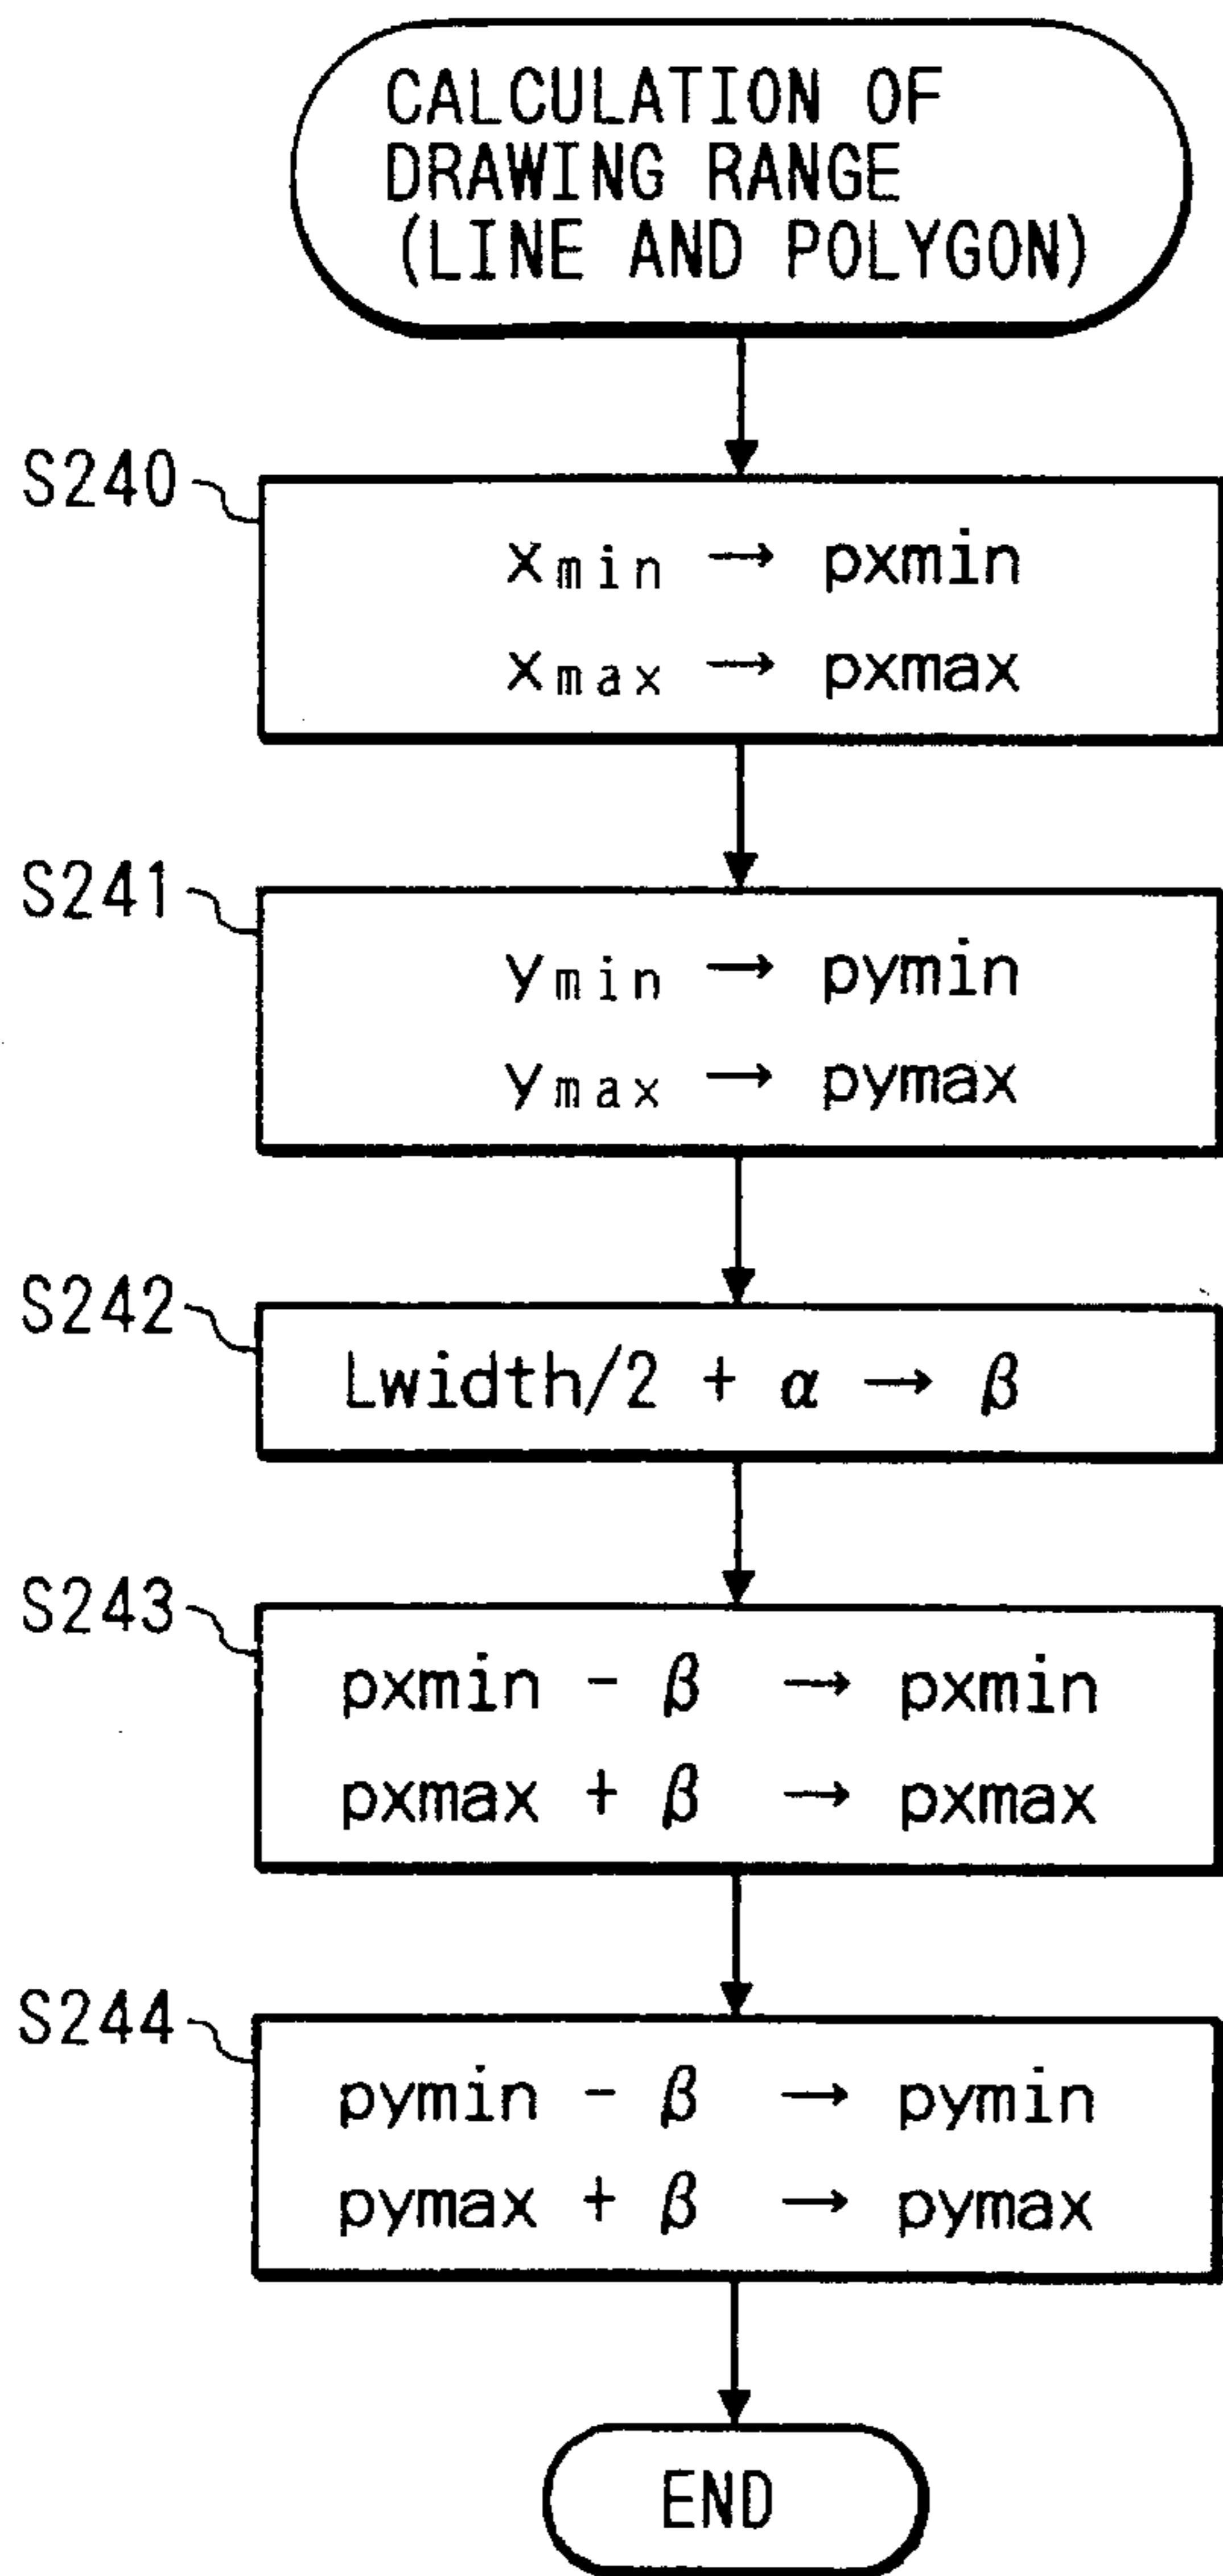 CALCULATION OF
DRAWING RANGE
(LINE AND POLYGON)
S240
xmin → pxmin
xmax → pxmax
S241
ymin → pymin
ymax → pymax
S242
Lwidth/2 + α → β
S243
pxmin - β → pxmin
pxmax + β → pxmax
S244
pymin - β → pymin
pymax + β → pymax
END